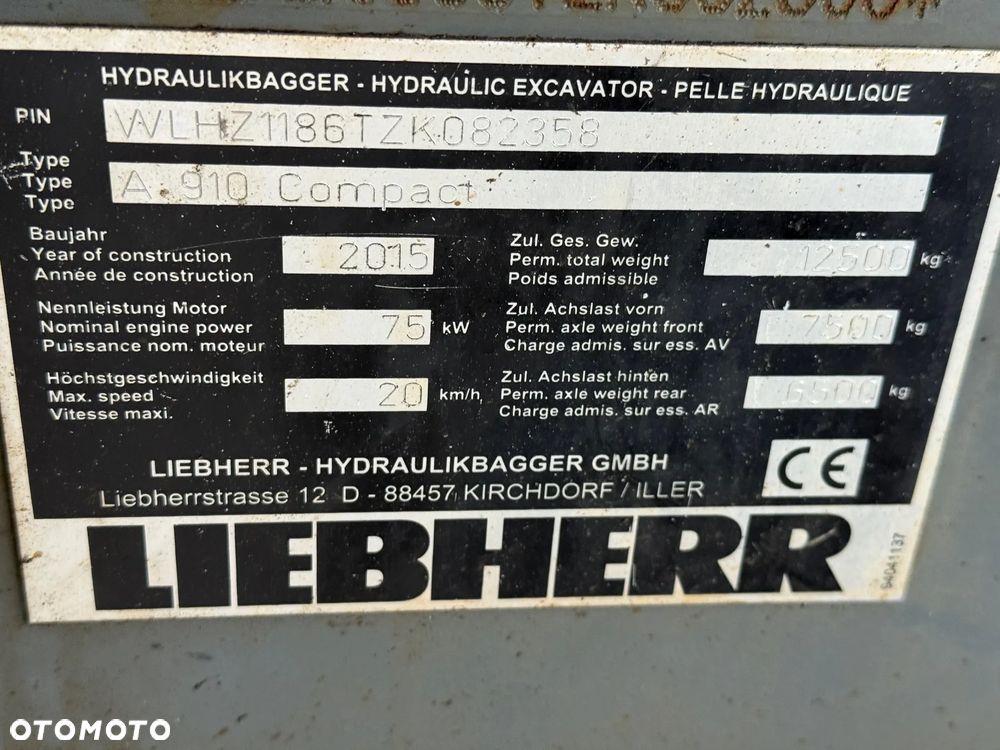 HYDRAULIKBAGGER - HYDRAULIC EXCAVATOR - PELLE HYDRAULIQUE
PIN WLHZ1186TZK082358
Type
Type A 910 Compact
Type
Baujahr
Year of construction 2015
Année de construction
Zul. Ges. Gew.
Perm. total weight 12500 kg
Poids admissible
Nennleistung Motor
Nominal engine power 75 kW
Puissance nom. moteur
Zul. Achslast vorn
Perm. axle weight front 7500 kg
Charge admis. sur ess. AV
Höchstgeschwindigkeit
Max. speed 20 km/h
Vitesse maxi.
Zul. Achslast hinten
Perm. axle weight rear 6500 kg
Charge admis. sur ess. AR
LIEBHERR - HYDRAULIKBAGGER GMBH
Liebherrstrasse 12 D - 88457 KIRCHDORF / ILLER
CE
LIEBHERR
94041137
OTOMOTO